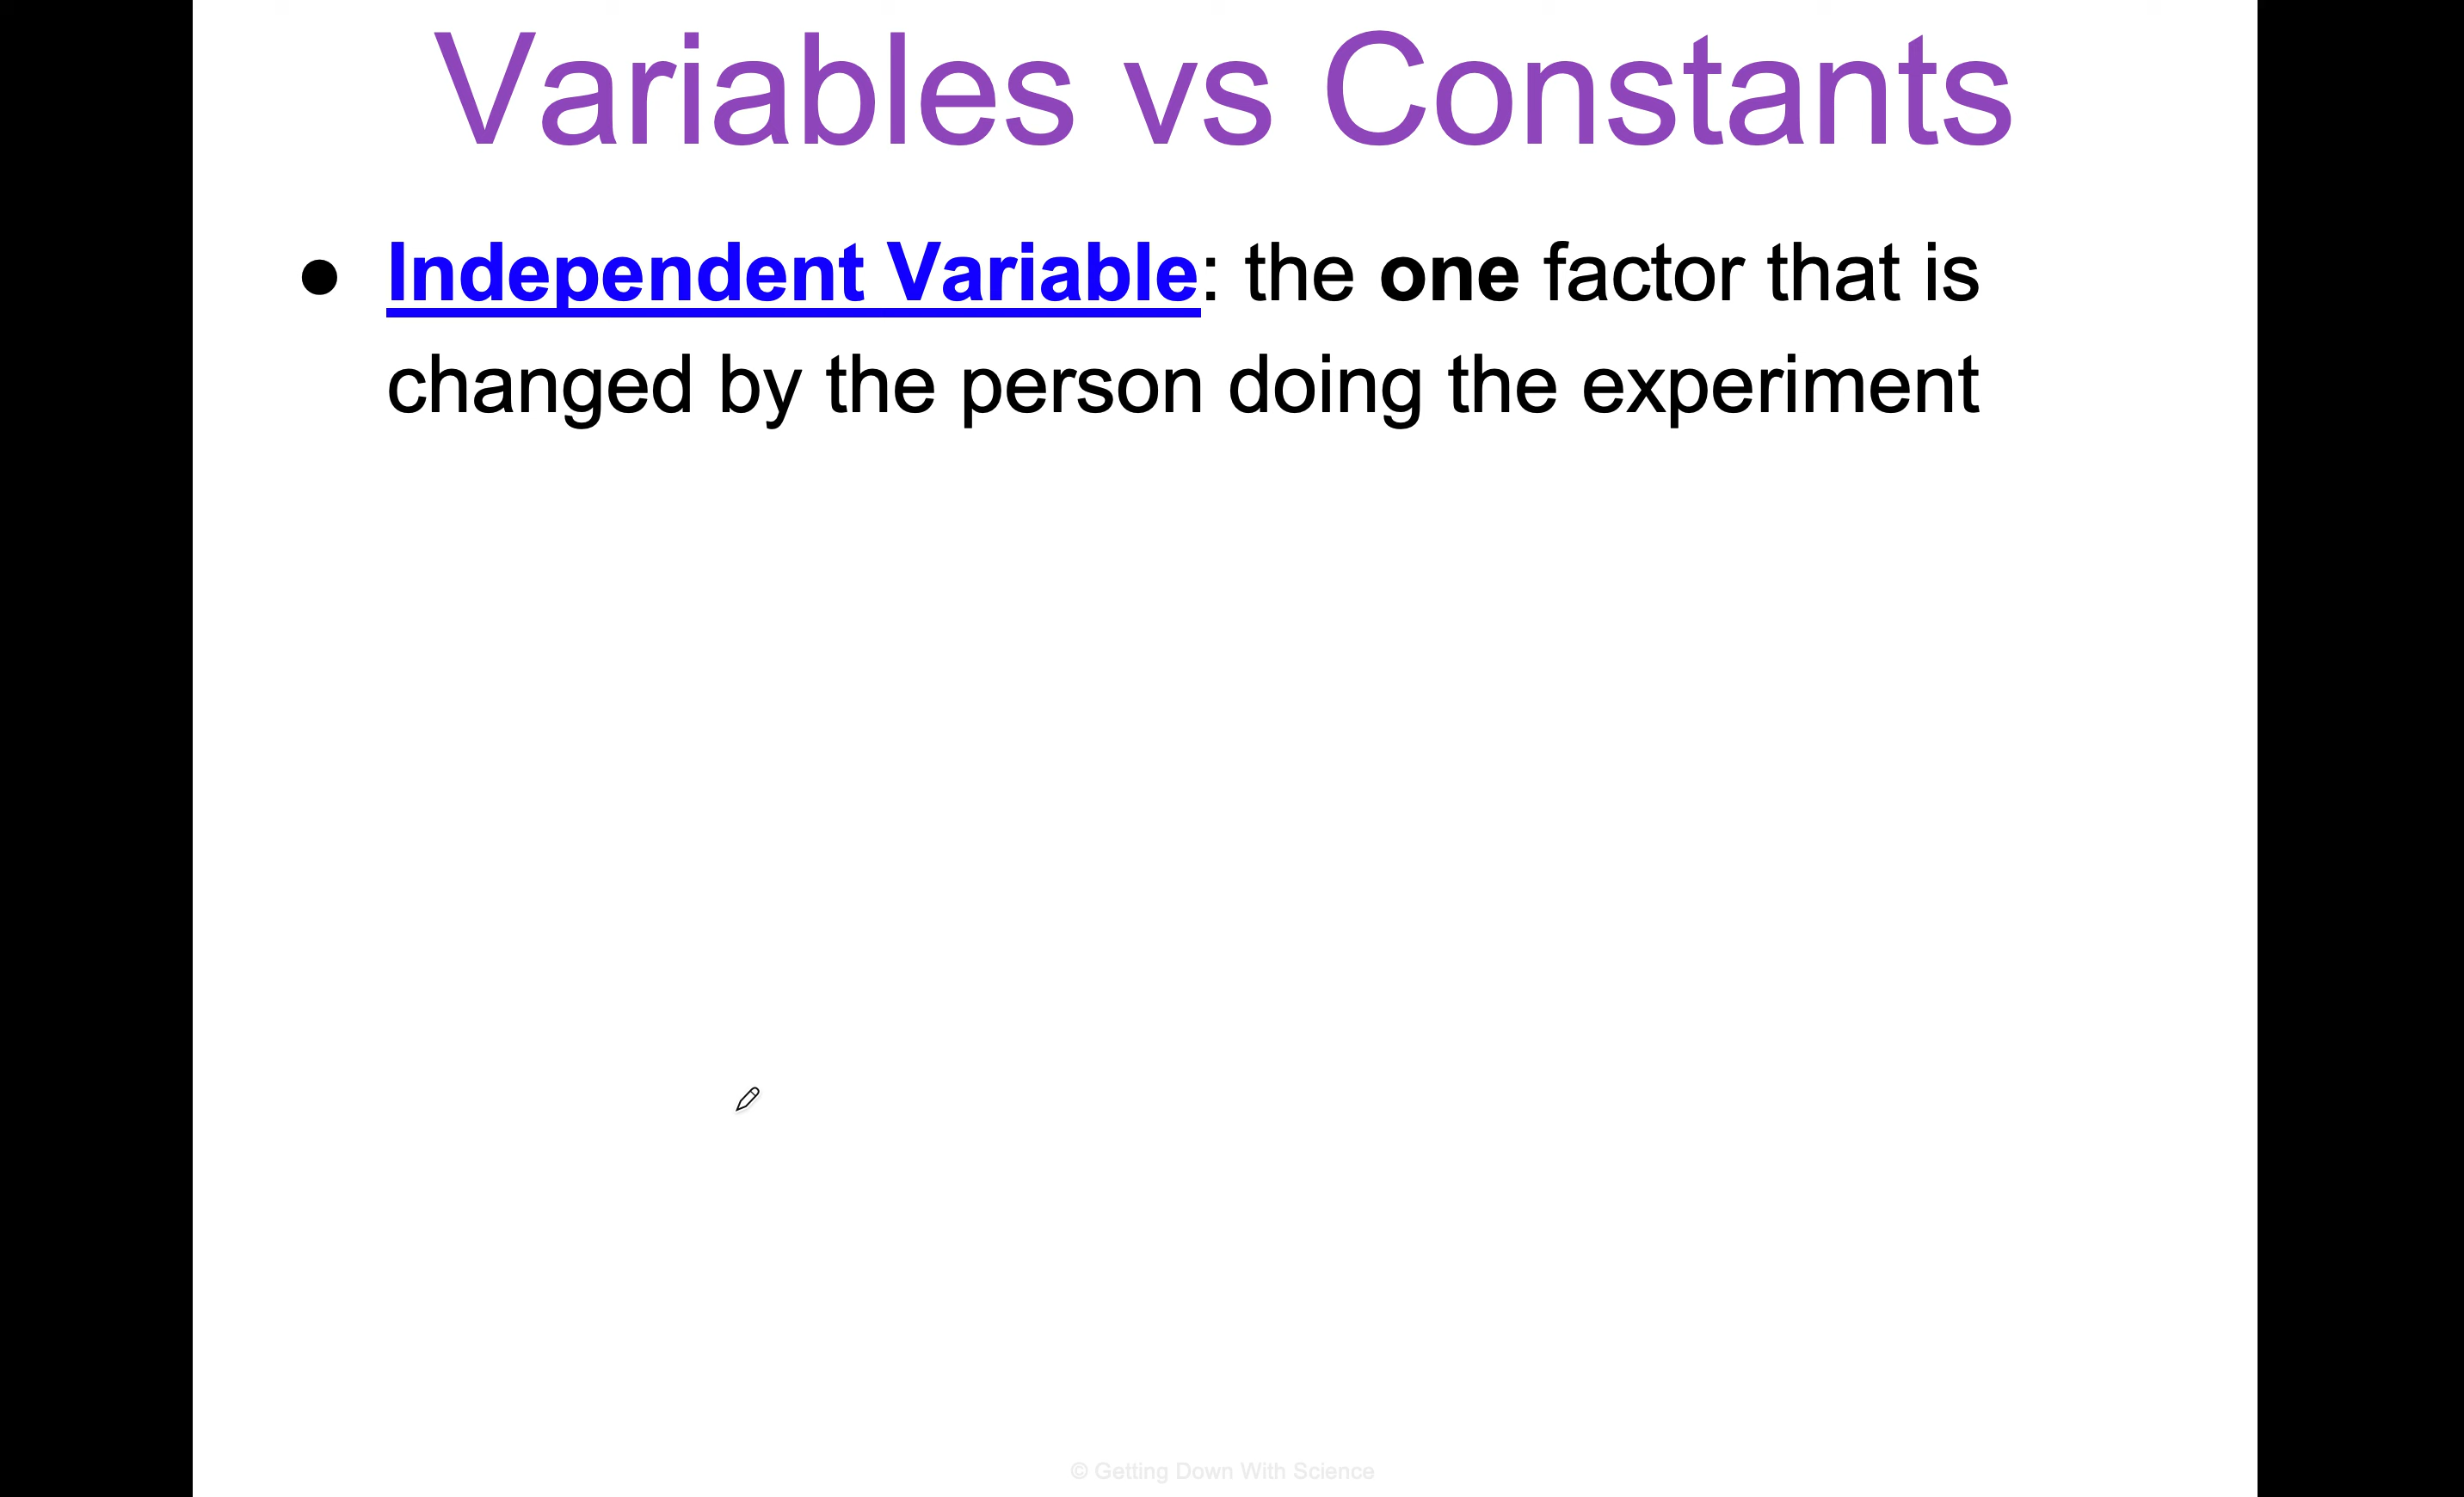 Variables vs Constants
● Independent Variable: the one factor that is
changed by the person doing the experiment
© Getting Down With Science